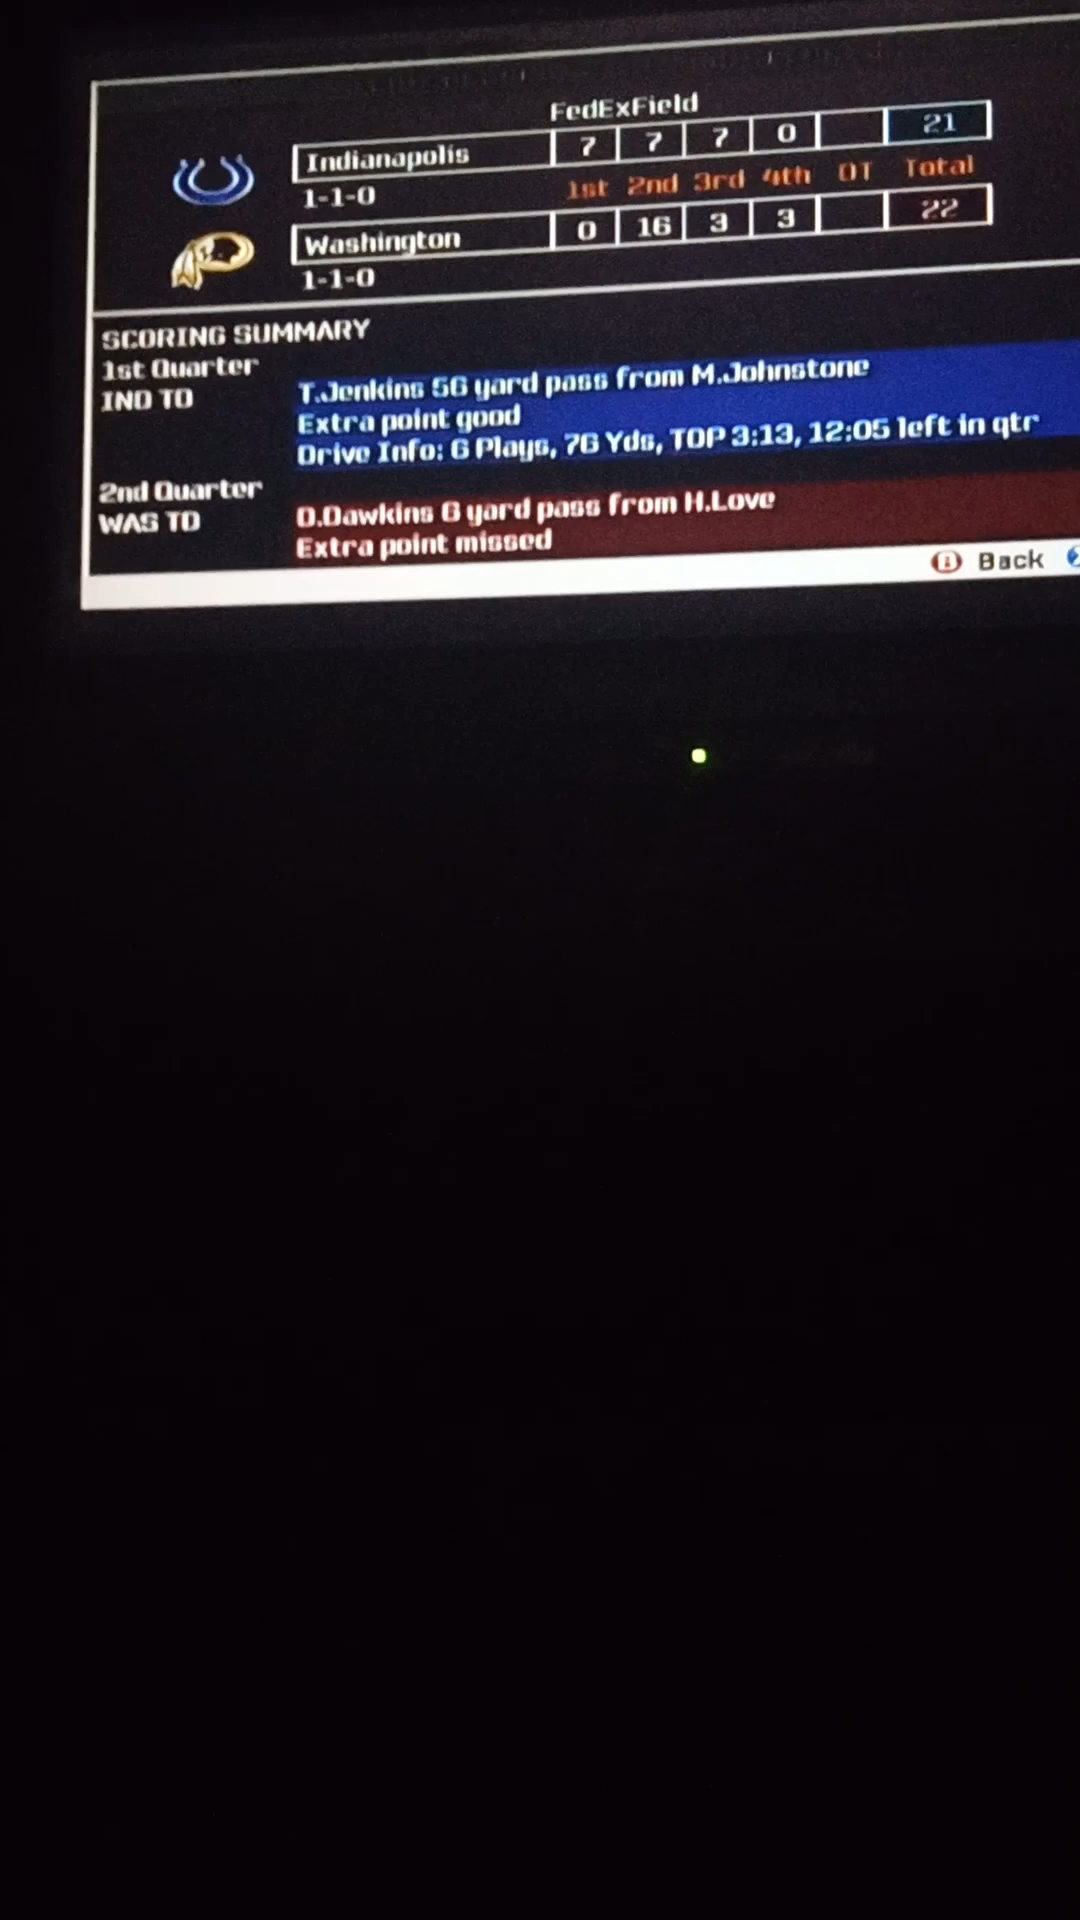 FedExField
Indianapolis 7 7 7 0 21
1-1-0 1st 2nd 3rd 4th OT Total
Washington 0 16 3 3 22
1-1-0
SCORING SUMMARY
1st Quarter
IND TD T.Jenkins 56 yard pass from M.Johnstone
Extra point good
Drive Info: 6 Plays, 76 Yds, TOP 3:13, 12:05 left in qtr
2nd Quarter
WAS TD D.Dawkins 6 yard pass from H.Love
Extra point missed
B Back